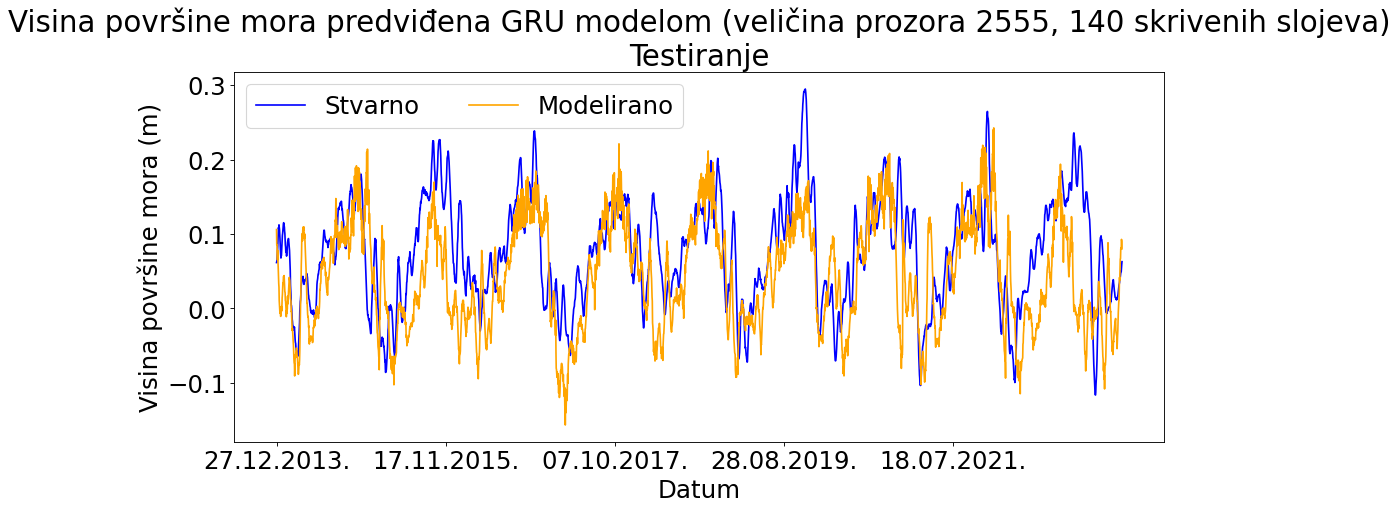 Visina površine mora predviđena GRU modelom (veličina prozora 2555, 140 skrivenih slojeva)
Testiranje
Stvarno Modelirano
Visina površine mora (m)
0.3
0.2
0.1
0.0
−0.1
27.12.2013. 17.11.2015. 07.10.2017. 28.08.2019. 18.07.2021.
Datum